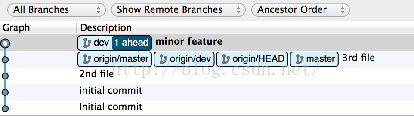 All Branches Show Remote Branches Ancestor Order
Graph Description
dev 1 ahead minor feature
origin/master origin/dev origin/HEAD master 3rd file
2nd file
http://blog.csdn.net/
initial commit
Initial commit